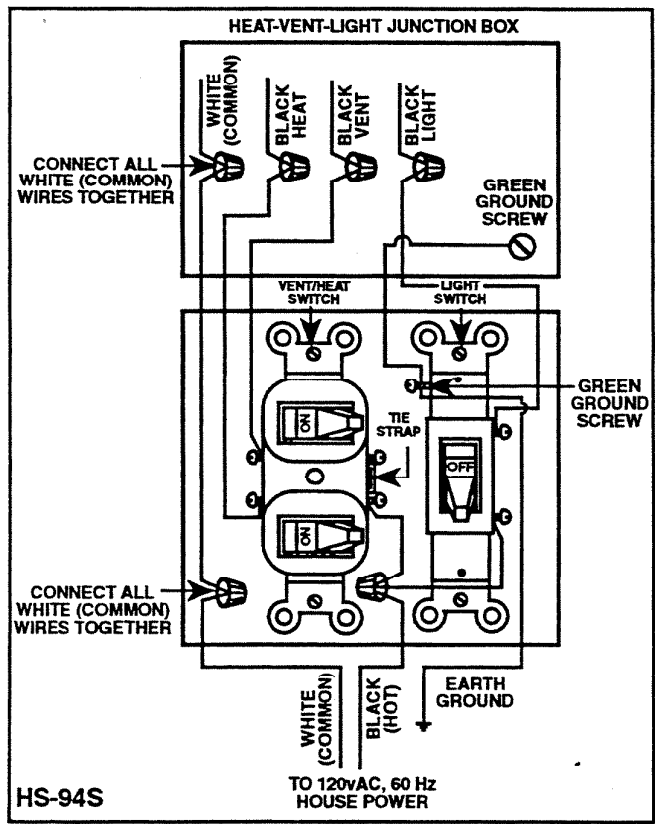 HEAT-VENT-LIGHT JUNCTION BOX
WHITE
(COMMON)
BLACK
HEAT
BLACK
VENT
BLACK
LIGHT
CONNECT ALL
WHITE (COMMON)
WIRES TOGETHER
GREEN
GROUND
SCREW
VENT/HEAT
SWITCH
LIGHT
SWITCH
GREEN
GROUND
SCREW
TIE
STRAP
ON
OFF
ON
CONNECT ALL
WHITE (COMMON)
WIRES TOGETHER
WHITE
(COMMON)
BLACK
(HOT)
EARTH
GROUND
TO 120vAC, 60 Hz
HOUSE POWER
HS-94S